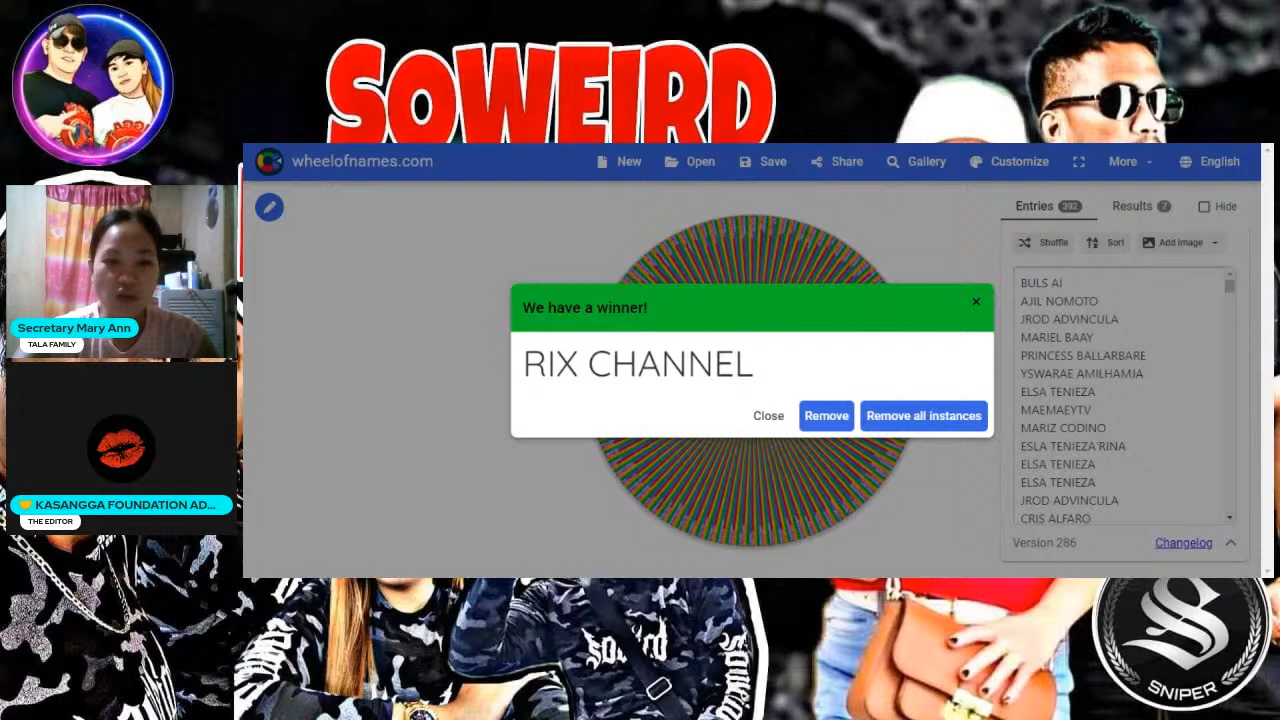 SOWEIRD
wheelofnames.com
New
Open
Save
Share
Gallery
Customize
More
English
Entries 392
Results 7
Hide
Shuffle
Sort
Add Image
We have a winner!
RIX CHANNEL
Close
Remove
Remove all instances
BULS AI
AJIL NOMOTO
JROD ADVINCULA
MARIEL BAAY
PRINCESS BALLARBARE
YSWARAE AMILHAMJA
ELSA TENIEZA
MAEMAEYTV
MARIZ CODINO
ESLA TENIEZA'RINA
ELSA TENIEZA
ELSA TENIEZA
JROD ADVINCULA
CRIS ALFARO
Version 286
Changelog
Secretary Mary Ann
TALA FAMILY
KASANGGA FOUNDATION AD...
THE EDITOR
S
SNIPER